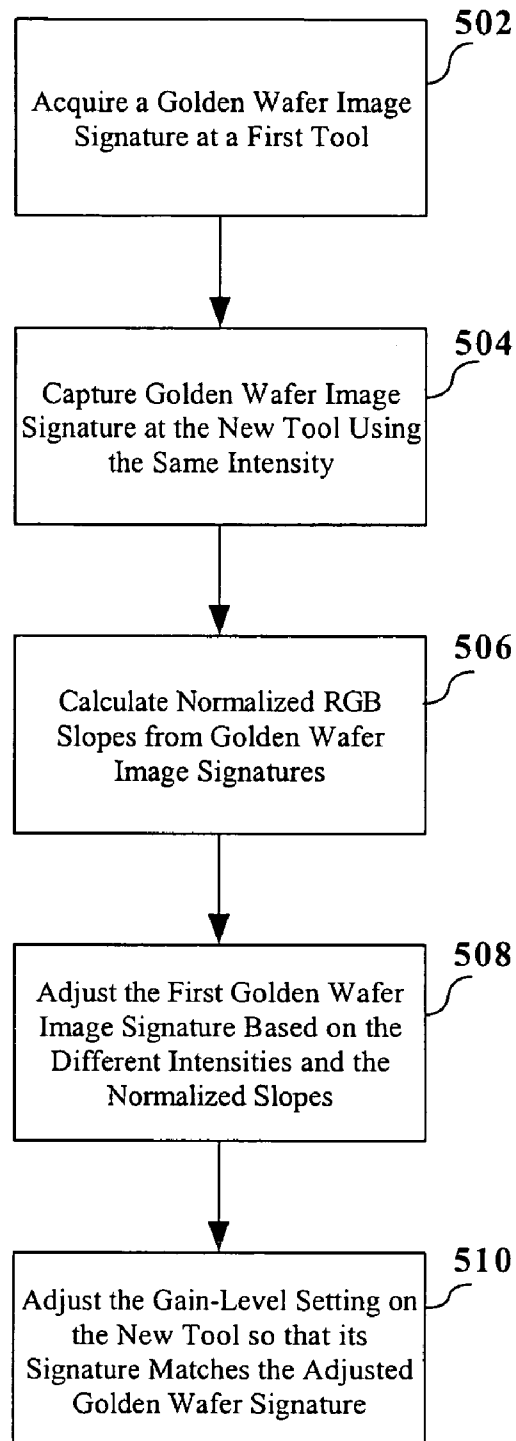 502
Acquire a Golden Wafer Image
Signature at a First Tool
504
Capture Golden Wafer Image
Signature at the New Tool Using
the Same Intensity
506
Calculate Normalized RGB
Slopes from Golden Wafer
Image Signatures
508
Adjust the First Golden Wafer
Image Signature Based on the
Different Intensities and the
Normalized Slopes
510
Adjust the Gain-Level Setting on
the New Tool so that its
Signature Matches the Adjusted
Golden Wafer Signature